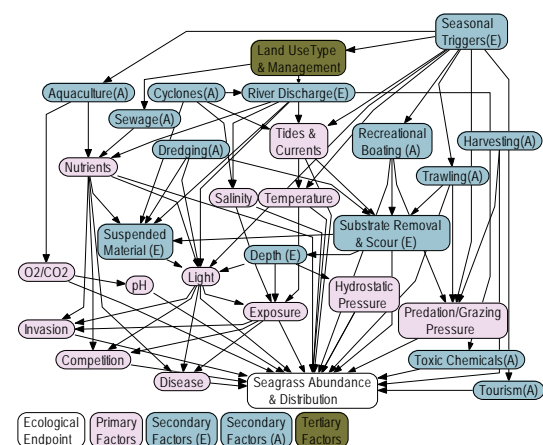 Seasonal
Triggers(E)
Land UseType
& Management
Aquaculture(A)
Cyclones(A)
River Discharge(E)
Sewage(A)
Tides &
Currents
Recreational
Boating (A)
Harvesting(A)
Dredging(A)
Nutrients
Trawling(A)
Salinity
Temperature
Suspended
Material (E)
Substrate Removal
& Scour (E)
Depth (E)
O2/CO2
pH
Light
Hydrostatic
Pressure
Exposure
Predation/Grazing
Pressure
Invasion
Competition
Toxic Chemicals(A)
Disease
Seagrass Abundance
& Distribution
Tourism(A)
Ecological
Endpoint
Primary
Factors
Secondary
Factors (E)
Secondary
Factors (A)
Tertiary
Factors